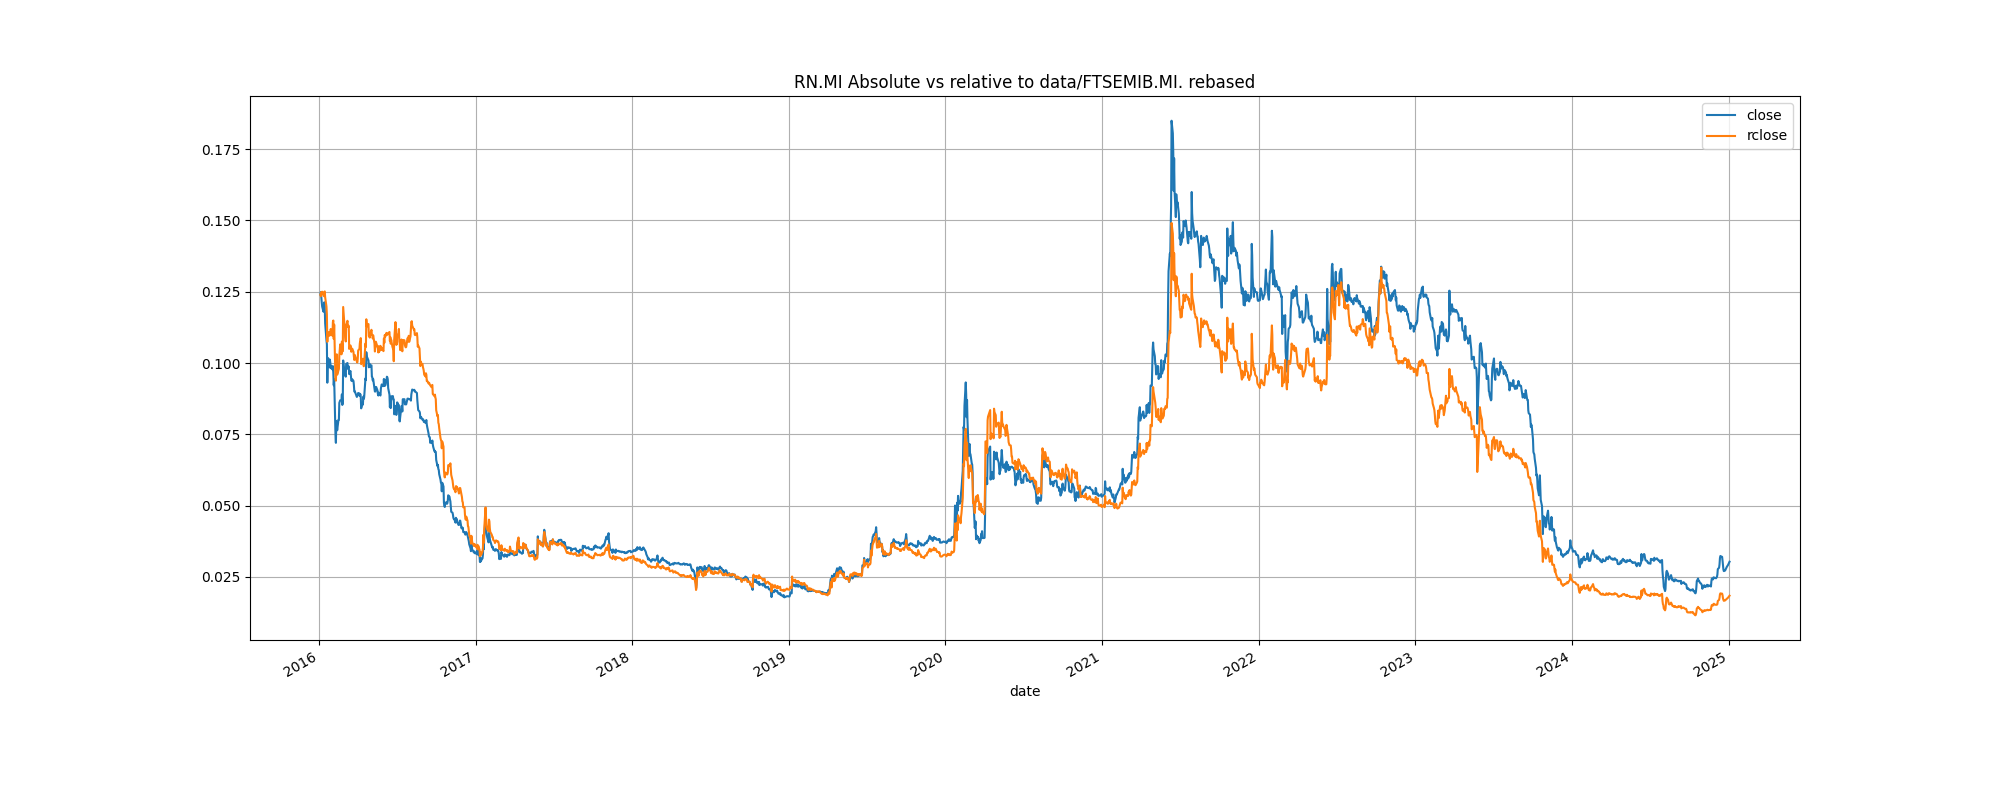 RN.MI Absolute vs relative to data/FTSEMIB.MI. rebased
close
rclose
0.175
0.150
0.125
0.100
0.075
0.050
0.025
2016 2017 2018 2019 2020 2021 2022 2023 2024 2025
date